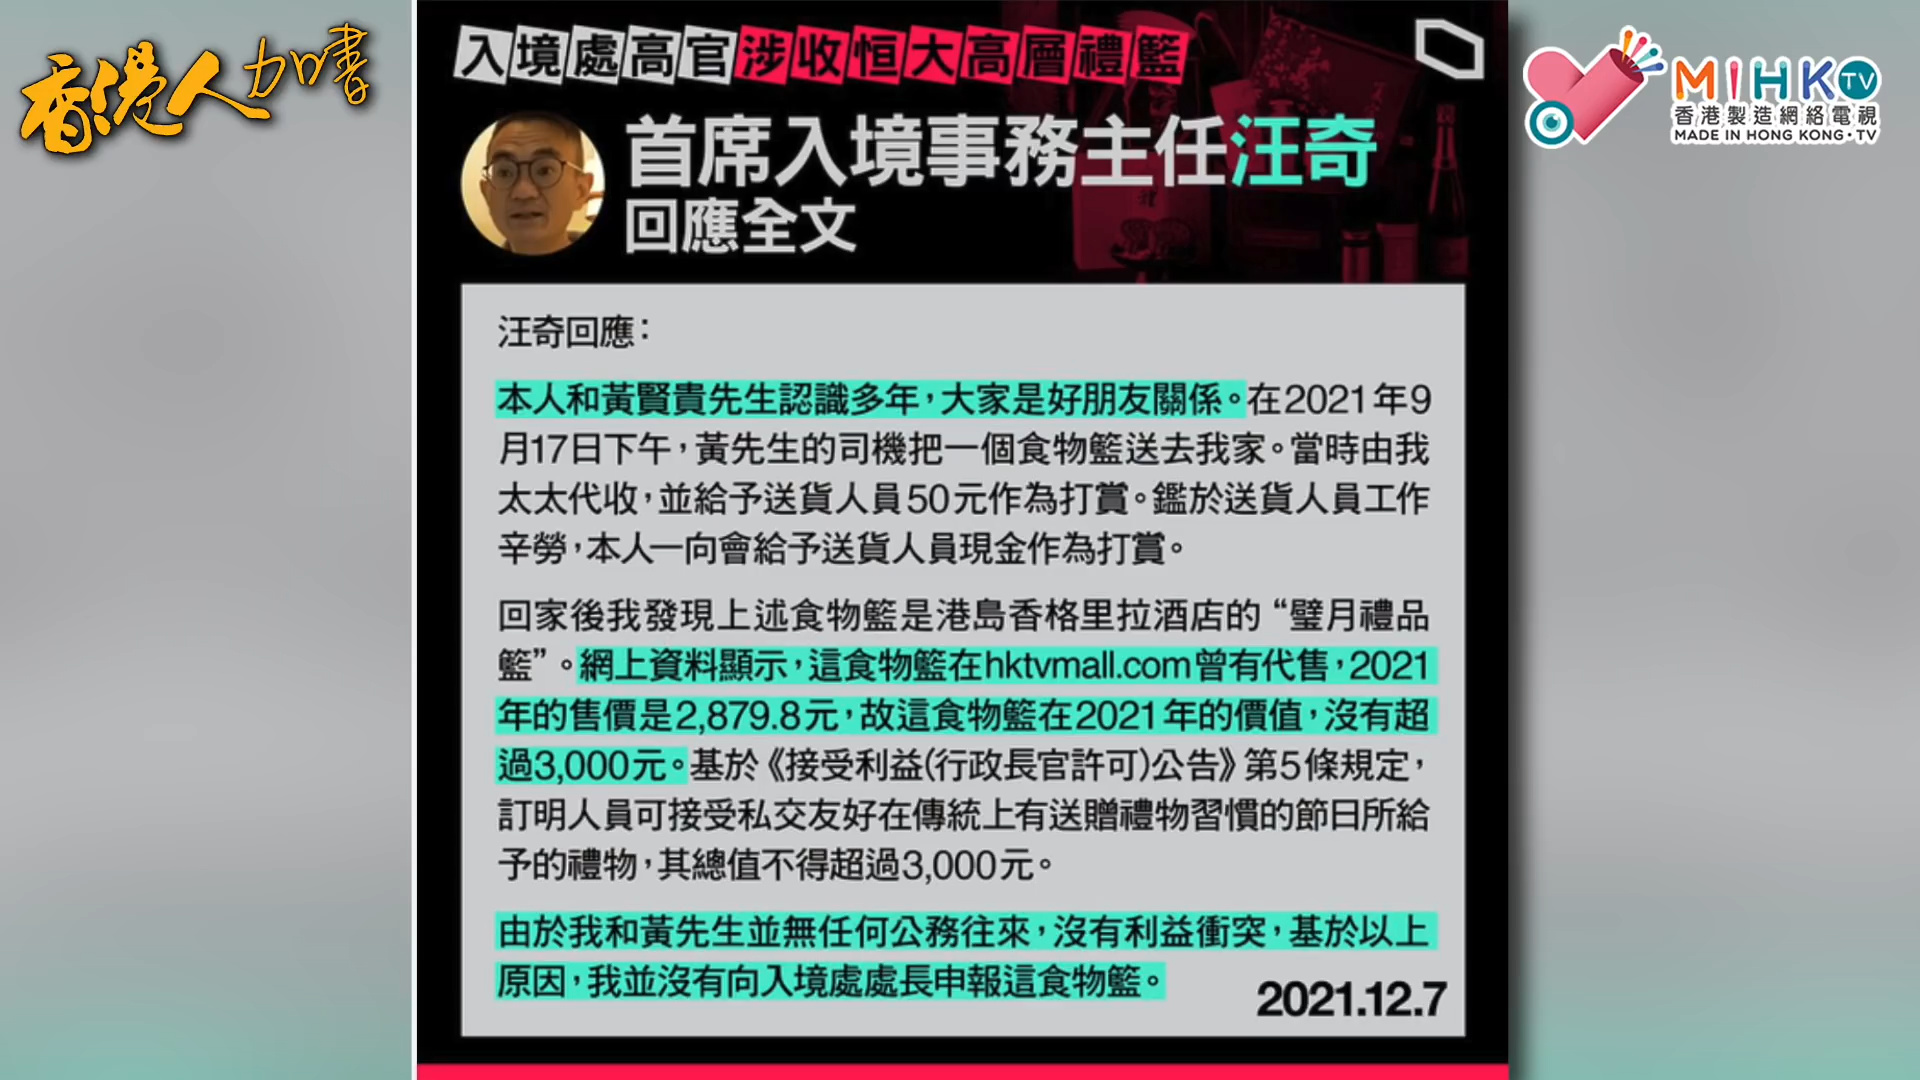 香港人加書
入境處高官涉收恒大高層禮籃
MIHK TV
香港製造網絡電視
MADE IN HONG KONG • TV
首席入境事務主任汪奇
回應全文
汪奇回應：
本人和黃賢貴先生認識多年，大家是好朋友關係。在2021年9
月17日下午，黃先生的司機把一個食物籃送去我家。當時由我
太太代收，並給予送貨人員50元作為打賞。鑑於送貨人員工作
辛勞，本人一向會給予送貨人員現金作為打賞。
回家後我發現上述食物籃是港島香格里拉酒店的“璧月禮品
籃”。網上資料顯示，這食物籃在hktvmall.com曾有代售，2021
年的售價是2,879.8元，故這食物籃在2021年的價值，沒有超
過3,000元。基於《接受利益(行政長官許可)公告》第5條規定，
訂明人員可接受私交友好在傳統上有送贈禮物習慣的節日所給
予的禮物，其總值不得超過3,000元。
由於我和黃先生並無任何公務往來，沒有利益衝突，基於以上
原因，我並沒有向入境處處長申報這食物籃。
2021.12.7